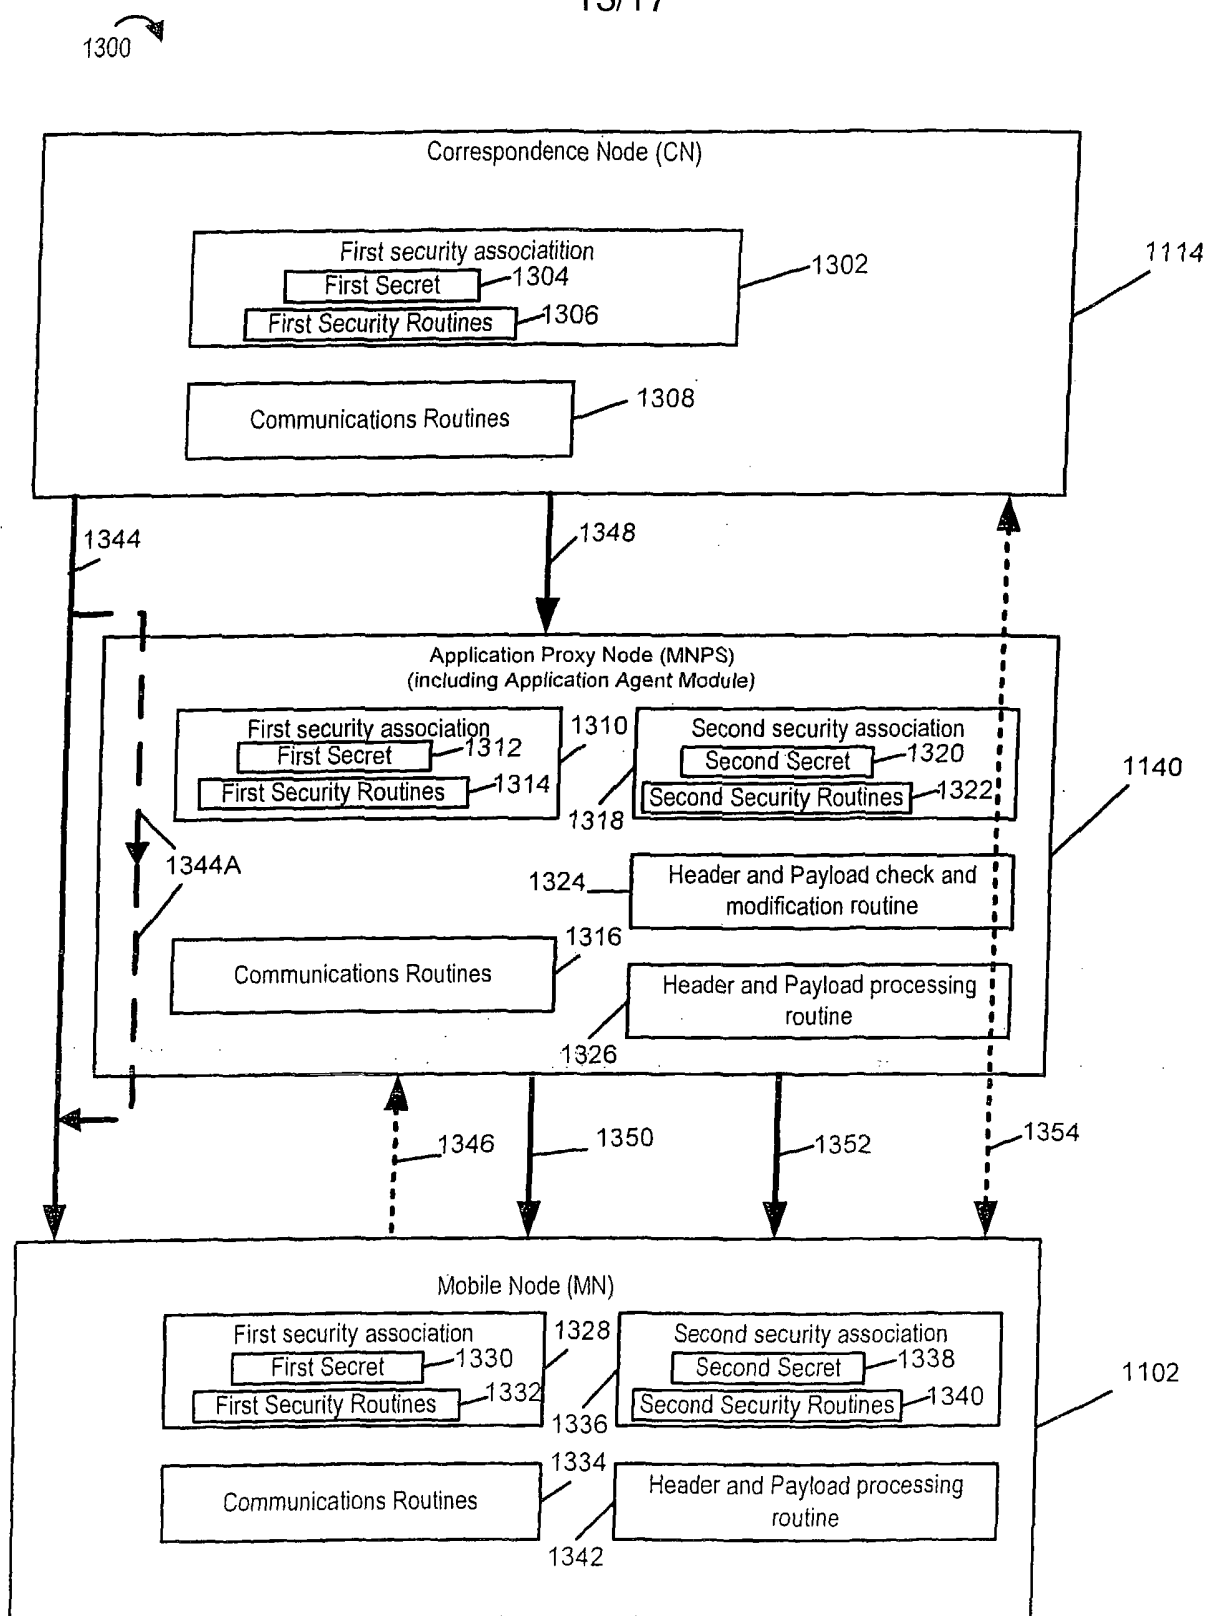 13/17
1300
Correspondence Node (CN)
First security associatition
1302
1114
First Secret
1304
First Security Routines
1306
Communications Routines
1308
1344
1348
Application Proxy Node (MNPS)
(including Application Agent Module)
First security association
1310
Second security association
First Secret
1312
Second Secret
1320
First Security Routines
1314
1318
Second Security Routines
1322
1140
1344A
1324
Header and Payload check and
modification routine
1316
Communications Routines
Header and Payload processing
routine
1326
1346
1350
1352
1354
Mobile Node (MN)
First security association
1328
Second security association
First Secret
1330
Second Secret
1338
1102
First Security Routines
1332
1336
Second Security Routines
1340
1334
Communications Routines
Header and Payload processing
routine
1342